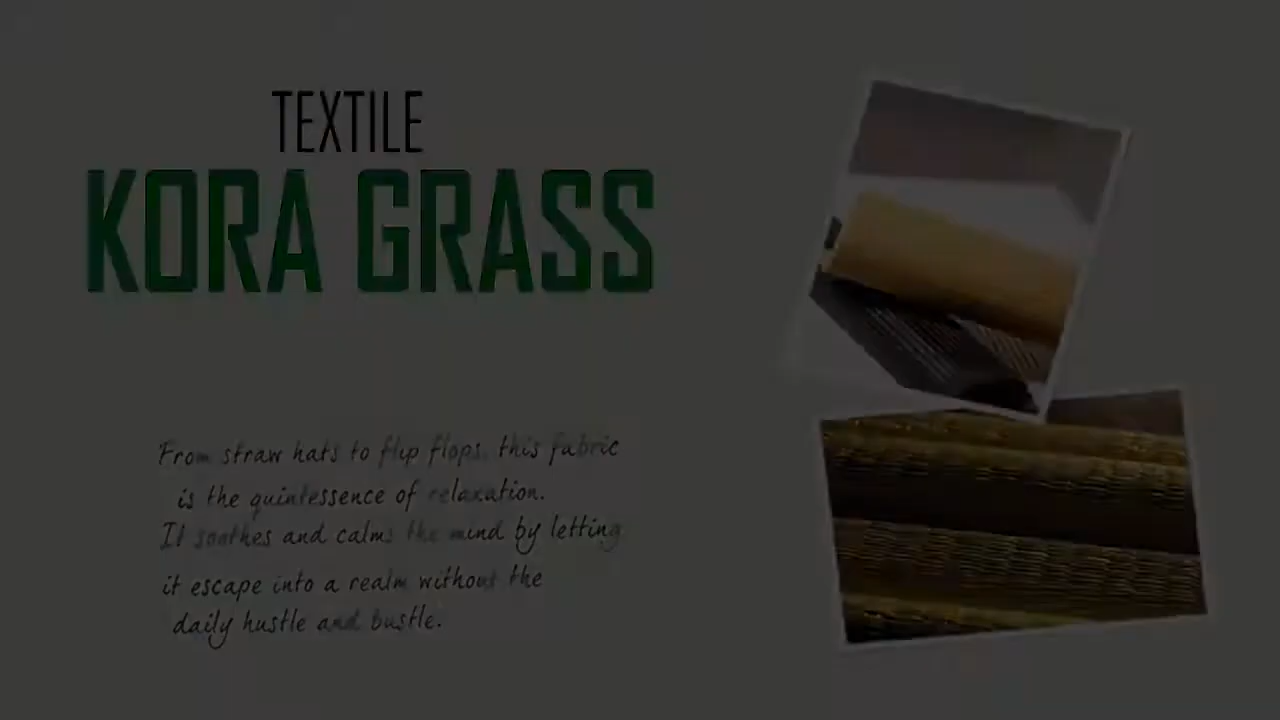 TEXTILE
KORA GRASS
From straw hats to flip flops, this fabric
is the quintessence of relaxation.
It soothes and calms the mind by letting
it escape into a realm without the
daily hustle and bustle.